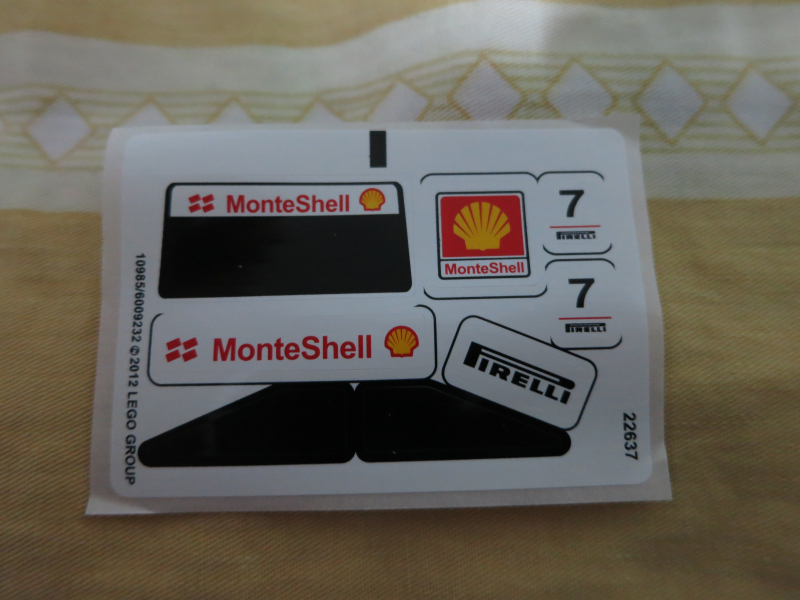 MonteShell
MonteShell
7
PIRELLI
7
PIRELLI
MonteShell
PIRELLI
10985/6009232 © 2012 LEGO GROUP
22637